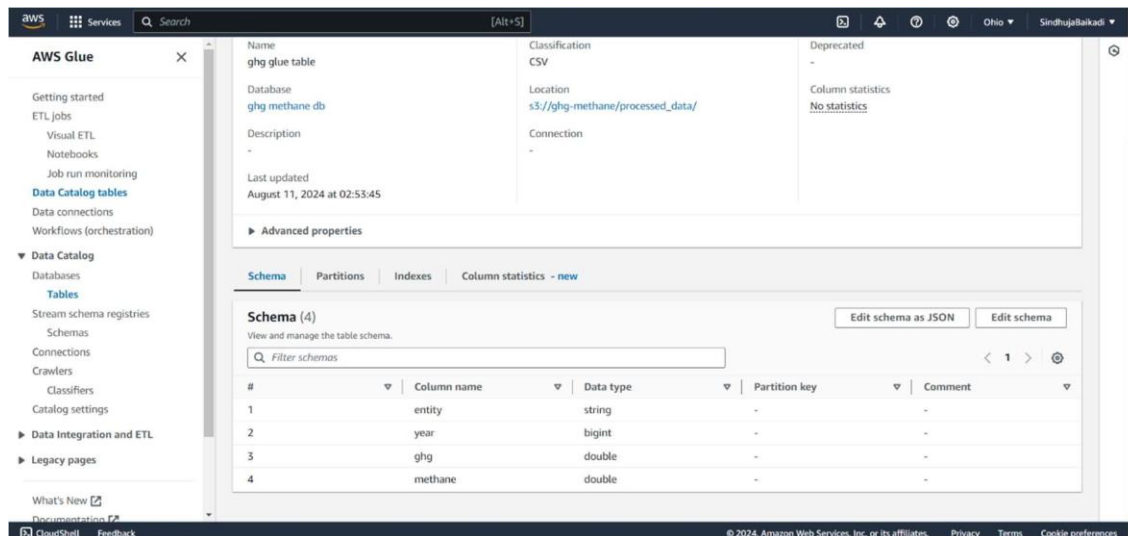 aws Services Search [Alt+S] Ohio SindhujaBaikadi
AWS Glue
Getting started
ETL jobs
Visual ETL
Notebooks
Job run monitoring
Data Catalog tables
Data connections
Workflows (orchestration)
Data Catalog
Databases
Tables
Stream schema registries
Schemas
Connections
Crawlers
Classifiers
Catalog settings
Data Integration and ETL
Legacy pages
What's New
Documentation
Name Classification Deprecated
ghg glue table CSV -
Database Location Column statistics
ghg methane db s3://ghg-methane/processed_data/ No statistics
Description Connection
- -
Last updated
August 11, 2024 at 02:53:45
Advanced properties
Schema Partitions Indexes Column statistics - new
Schema (4) Edit schema as JSON Edit schema
View and manage the table schema.
Filter schemas 1
# Column name Data type Partition key Comment
1 entity string - -
2 year bigint - -
3 ghg double - -
4 methane double - -
CloudShell Feedback © 2024, Amazon Web Services, Inc. or its affiliates. Privacy Terms Cookie preferences